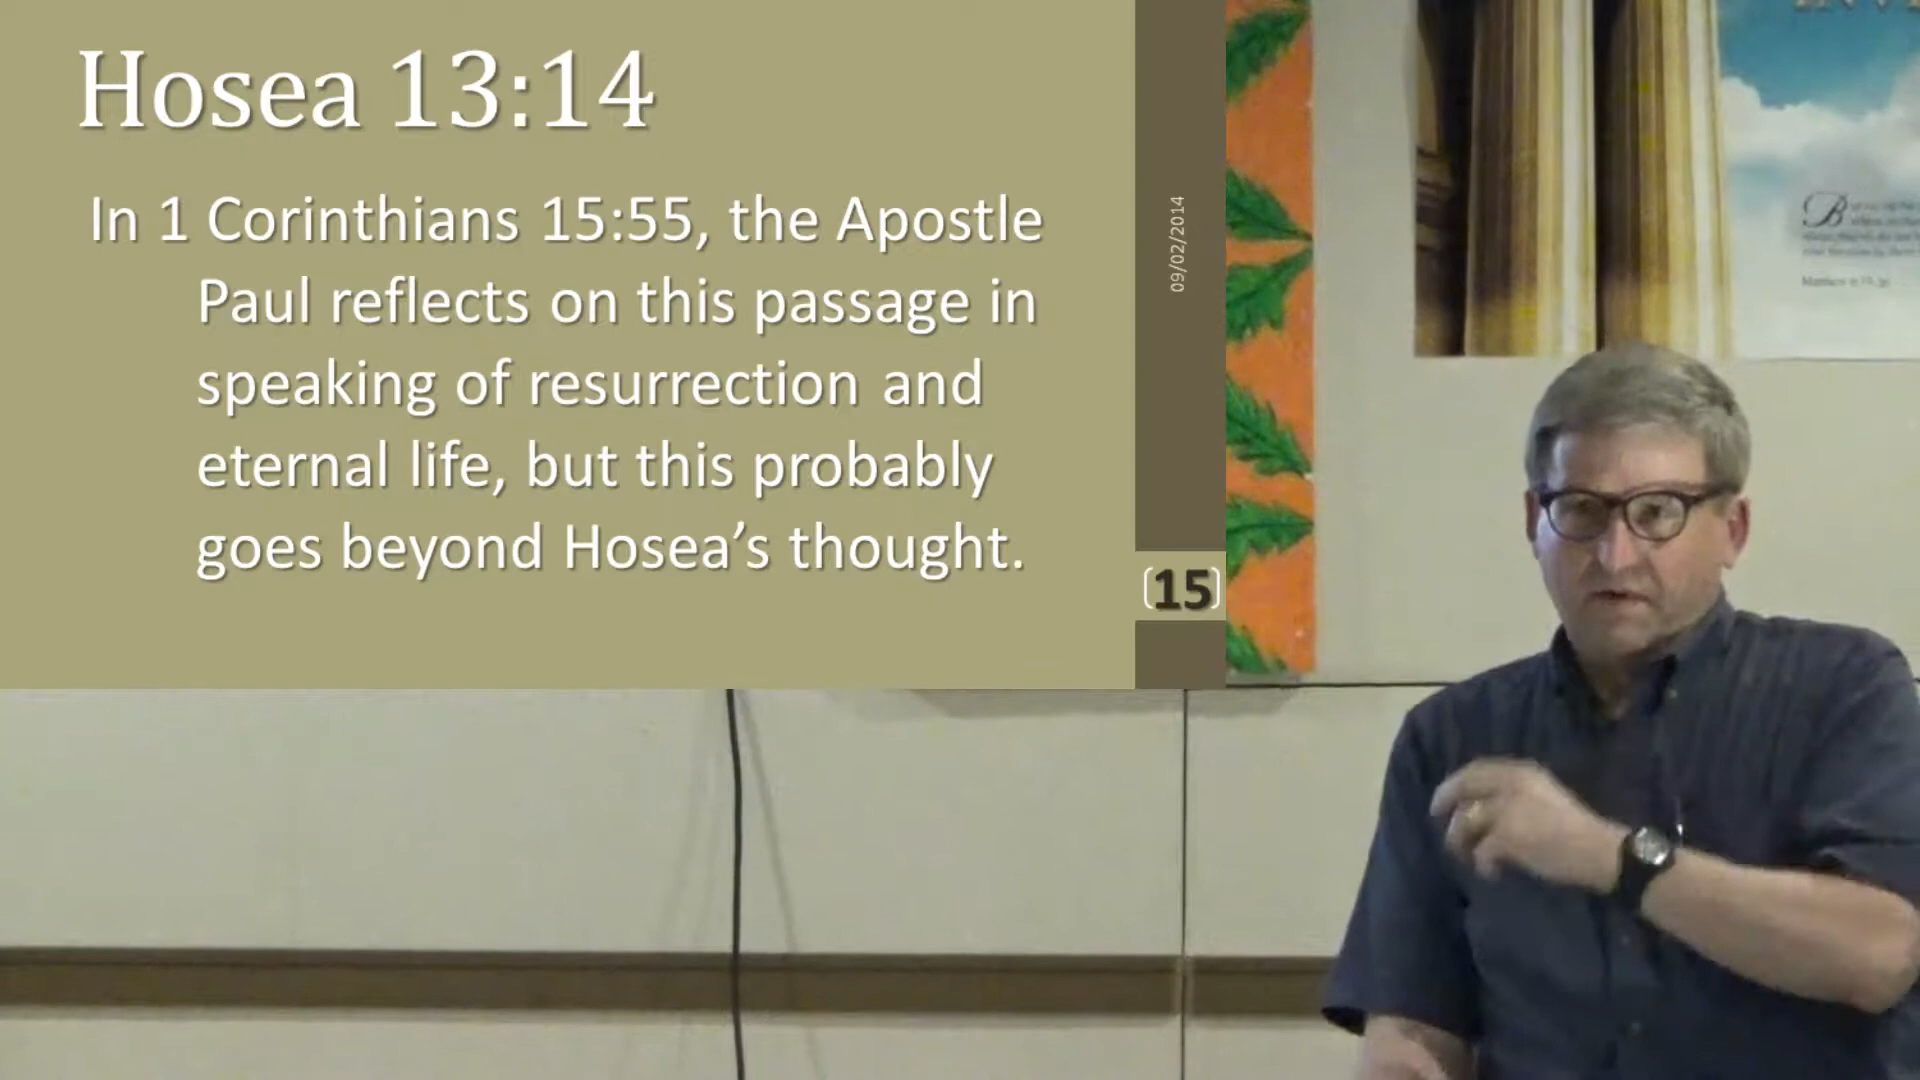 Hosea 13:14
In 1 Corinthians 15:55, the Apostle
Paul reflects on this passage in
speaking of resurrection and
eternal life, but this probably
goes beyond Hosea’s thought.
09/02/2014
15